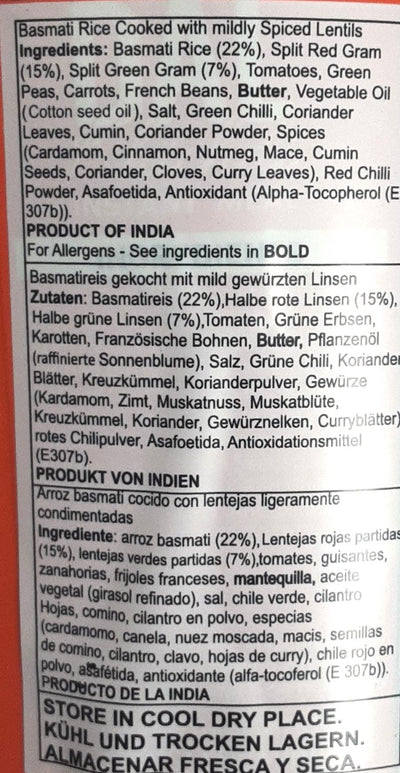 Basmati Rice Cooked with mildly Spiced Lentils
Ingredients: Basmati Rice (22%), Split Red Gram
(15%), Split Green Gram (7%), Tomatoes, Green
Peas, Carrots, French Beans, Butter, Vegetable Oil
(Cotton seed oil), Salt, Green Chilli, Coriander
Leaves, Cumin, Coriander Powder, Spices
(Cardamom, Cinnamon, Nutmeg, Mace, Cumin
Seeds, Coriander, Cloves, Curry Leaves), Red Chilli
Powder, Asafoetida, Antioxidant (Alpha-Tocopherol (E
307b)).
PRODUCT OF INDIA
For Allergens - See ingredients in BOLD
Basmatireis gekocht mit mild gewürzten Linsen
Zutaten: Basmatireis (22%),Halbe rote Linsen (15%),
Halbe grüne Linsen (7%),Tomaten, Grüne Erbsen,
Karotten, Französische Bohnen, Butter, Pflanzenöl
(raffinierte Sonnenblume), Salz, Grüne Chili, Koriander
Blätter, Kreuzkümmel, Korianderpulver, Gewürze
(Kardamom, Zimt, Muskatnuss, Muskatblüte,
Kreuzkümmel, Koriander, Gewürznelken, Curryblätter)
rotes Chilipulver, Asafoetida, Antioxidationsmittel
(E307b).
PRODUKT VON INDIEN
Arroz basmati cocido con lentejas ligeramente
condimentadas
Ingrediente: arroz basmati (22%),Lentejas rojas partidas
(15%), lentejas verdes partidas (7%),tomates, guisantes,
zanahorias, frijoles franceses, mantequilla, aceite
vegetal (girasol refinado), sal, chile verde, cilantro
Hojas, comino, cilantro en polvo, especias
(cardamomo, canela, nuez moscada, macis, semillas
de comino, cilantro, clavo, hojas de curry), chile rojo en
polvo, asafétida, antioxidante (alfa-tocoferol (E 307b)).
PRODUCTO DE LA INDIA
STORE IN COOL DRY PLACE.
KÜHL UND TROCKEN LAGERN.
ALMACENAR FRESCA Y SECA.